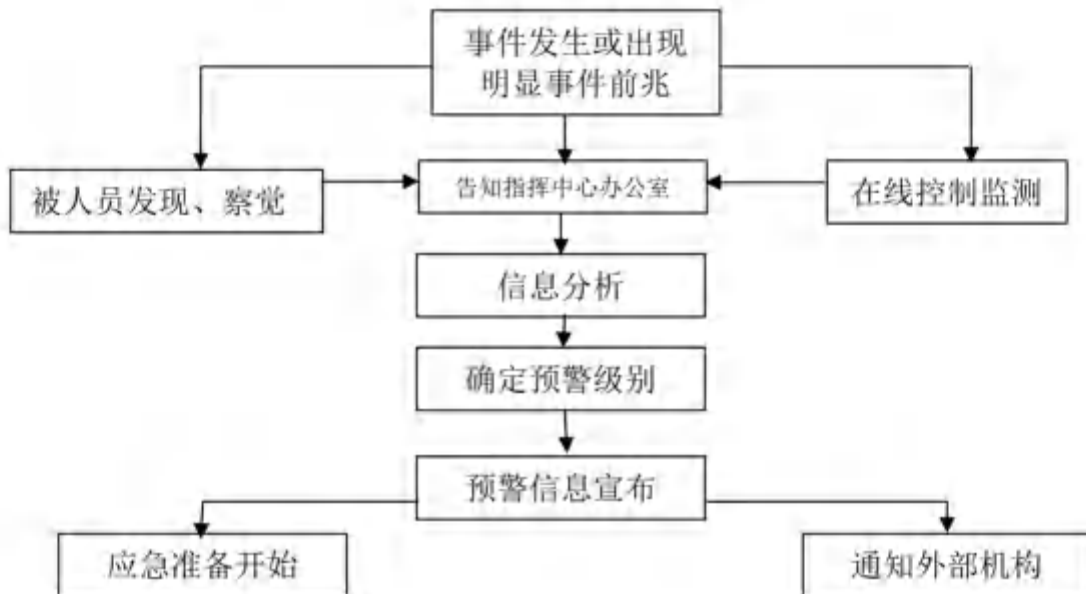 事件发生或出现
明显事件前兆
被人员发现、察觉
告知指挥中心办公室
在线控制监测
信息分析
确定预警级别
预警信息宣布
应急准备开始
通知外部机构